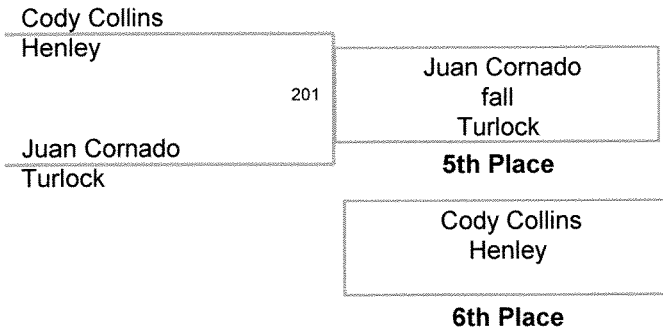 Cody Collins
Henley
201
Juan Cornado
Turlock
Juan Cornado
fall
Turlock
5th Place
Cody Collins
Henley
6th Place